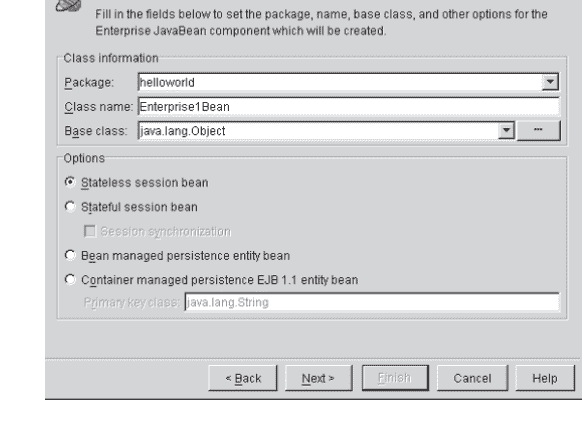 Fill in the fields below to set the package, name, base class, and other options for the
Enterprise JavaBean component which will be created.
Class information
Package: helloworld
Class name: Enterprise1Bean
Base class: java.lang.Object ...
Options
Stateless session bean
Stateful session bean
Session synchronization
Bean managed persistence entity bean
Container managed persistence EJB 1.1 entity bean
Primary key class: java.lang.String
< Back Next > Finish Cancel Help